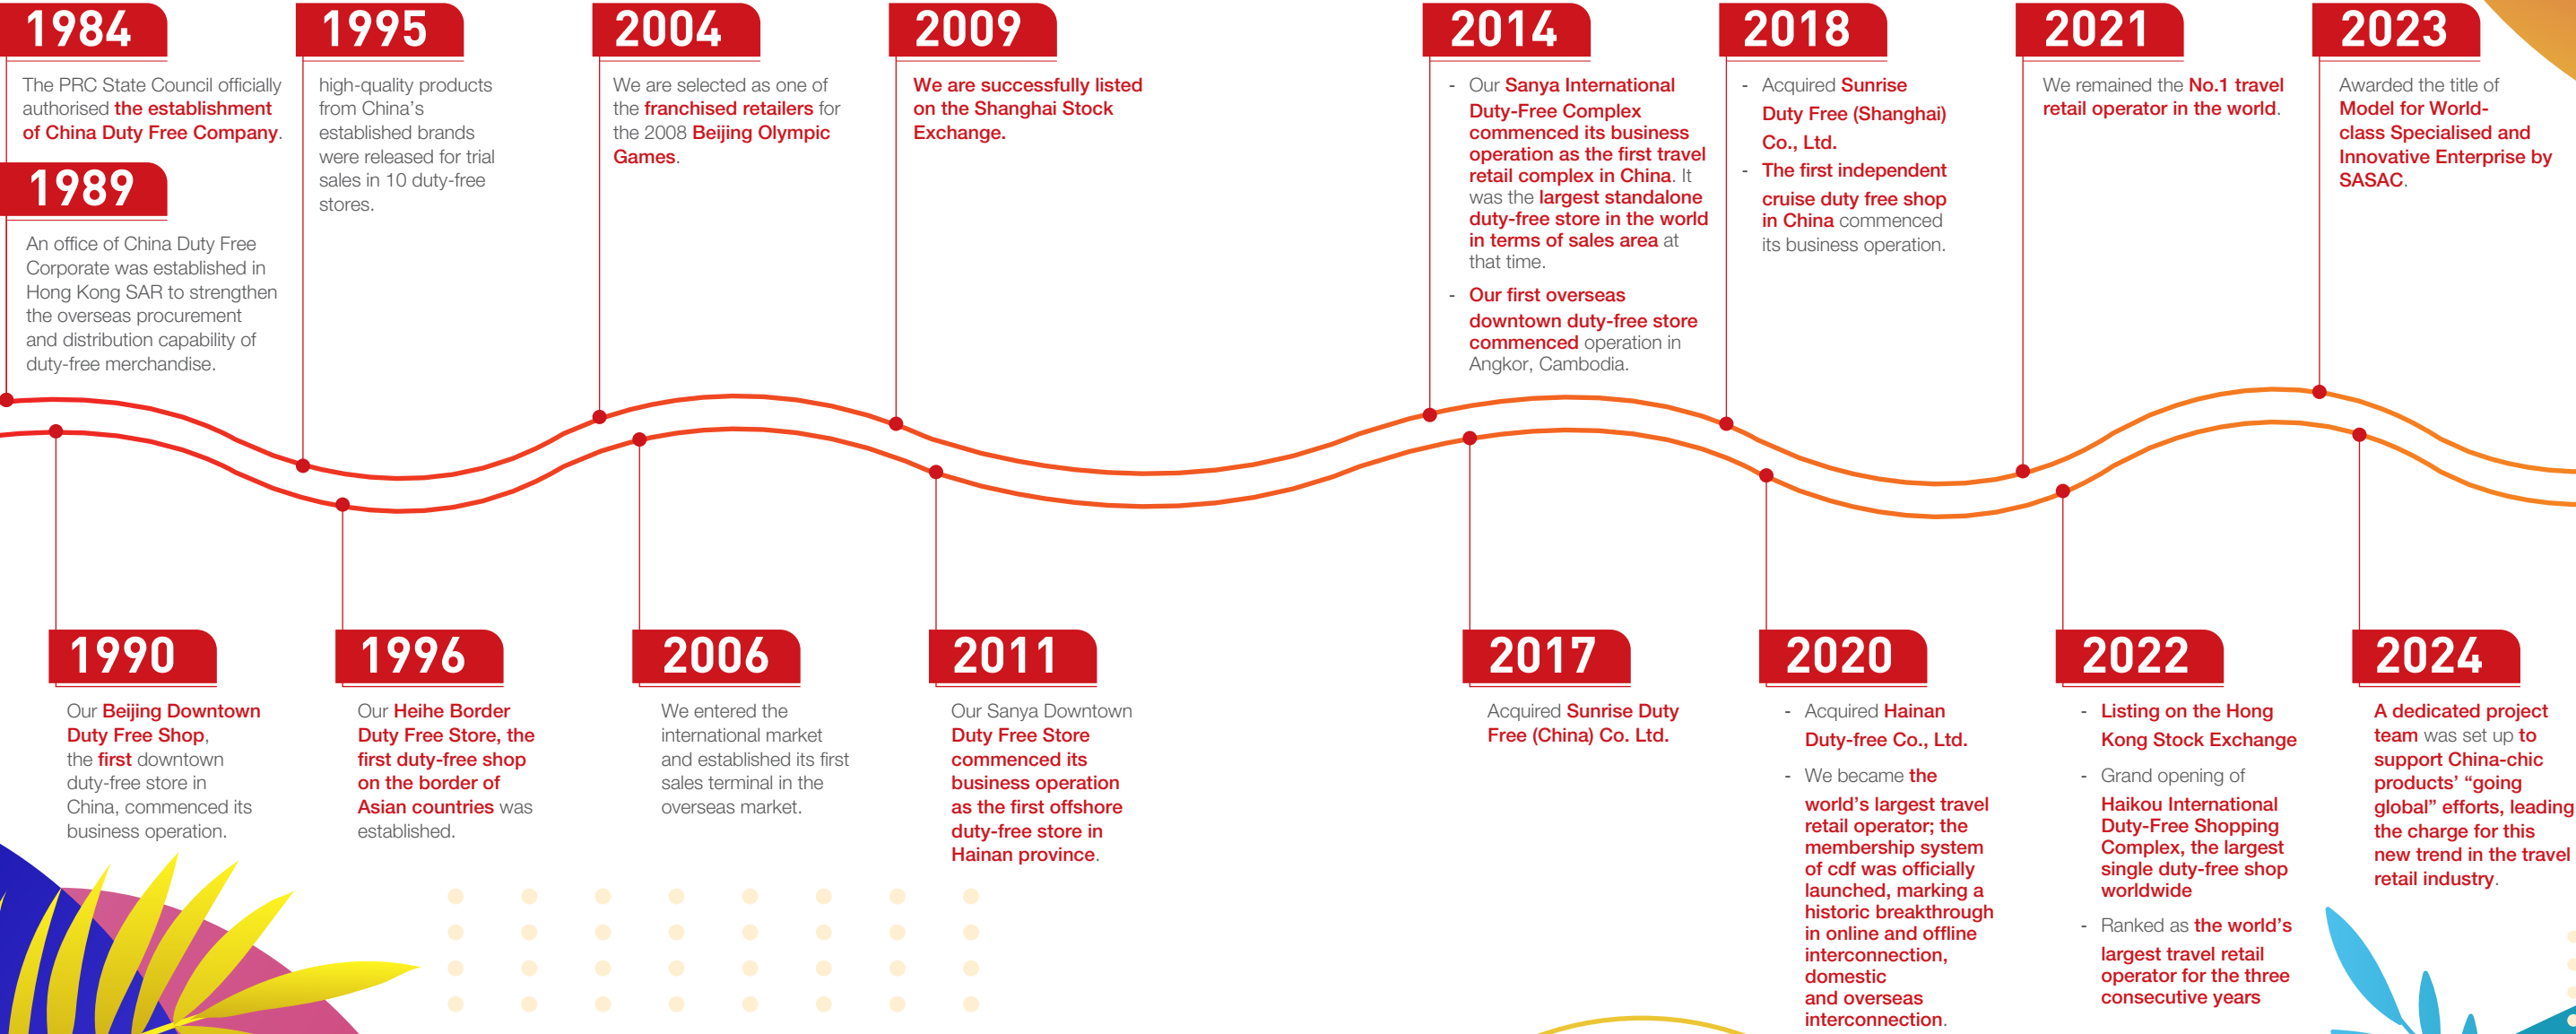 1984
The PRC State Council officially
authorised the establishment
of China Duty Free Company.
1989
An office of China Duty Free
Corporate was established in
Hong Kong SAR to strengthen
the overseas procurement
and distribution capability of
duty-free merchandise.
1995
high-quality products
from China's
established brands
were released for trial
sales in 10 duty-free
stores.
2004
We are selected as one of
the franchised retailers for
the 2008 Beijing Olympic
Games.
2009
We are successfully listed
on the Shanghai Stock
Exchange.
2014
- Our Sanya International
Duty-Free Complex
commenced its business
operation as the first travel
retail complex in China. It
was the largest standalone
duty-free store in the world
in terms of sales area at
that time.
- Our first overseas
downtown duty-free store
commenced operation in
Angkor, Cambodia.
2018
- Acquired Sunrise
Duty Free (Shanghai)
Co., Ltd.
- The first independent
cruise duty free shop
in China commenced
its business operation.
2021
We remained the No.1 travel
retail operator in the world.
2023
Awarded the title of
Model for World-
class Specialised and
Innovative Enterprise by
SASAC.
1990
Our Beijing Downtown
Duty Free Shop,
the first downtown
duty-free store in
China, commenced its
business operation.
1996
Our Heihe Border
Duty Free Store, the
first duty-free shop
on the border of
Asian countries was
established.
2006
We entered the
international market
and established its first
sales terminal in the
overseas market.
2011
Our Sanya Downtown
Duty Free Store
commenced its
business operation
as the first offshore
duty-free store in
Hainan province.
2017
Acquired Sunrise Duty
Free (China) Co. Ltd.
2020
- Acquired Hainan
Duty-free Co., Ltd.
- We became the
world's largest travel
retail operator; the
membership system
of cdf was officially
launched, marking a
historic breakthrough
in online and offline
interconnection,
domestic
and overseas
interconnection.
2022
- Listing on the Hong
Kong Stock Exchange
- Grand opening of
Haikou International
Duty-Free Shopping
Complex, the largest
single duty-free shop
worldwide
- Ranked as the world's
largest travel retail
operator for the three
consecutive years
2024
A dedicated project
team was set up to
support China-chic
products' “going
global” efforts, leading
the charge for this
new trend in the travel
retail industry.